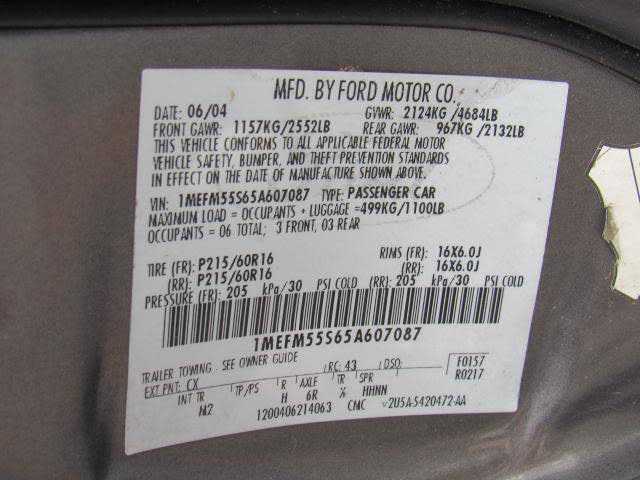 MFD. BY FORD MOTOR CO.
DATE: 06/04 GVWR: 2124KG /4684LB
FRONT GAWR: 1157KG/2552LB REAR GAWR: 967KG /2132LB
THIS VEHICLE CONFORMS TO ALL APPLICABLE FEDERAL MOTOR
VEHICLE SAFETY, BUMPER, AND THEFT PREVENTION STANDARDS
IN EFFECT ON THE DATE OF MANUFACTURE SHOWN ABOVE.
VIN: 1MEFM55S65A607087 TYPE: PASSENGER CAR
MAXIMUM LOAD = OCCUPANTS + LUGGAGE =499KG/1100LB
OCCUPANTS = 06 TOTAL; 3 FRONT, 03 REAR
TIRE (FR): P215/60R16 RIMS (FR): 16X6.0J
(RR): P215/60R16 (RR): 16X6.0J
PRESSURE (FR): 205 kPa/30 PSI COLD (RR): 205 kPa/30 PSI COLD
1MEFM55S65A607087
TRAILER TOWING - SEE OWNER GUIDE
EXT PNT: CX RC: 43 DSO: F0157
R0217
INT TR TP/PS R AXLE TR SPR
M2 H 6R % HHNN
1200406214063 CMC v2U5A-5420472-AA